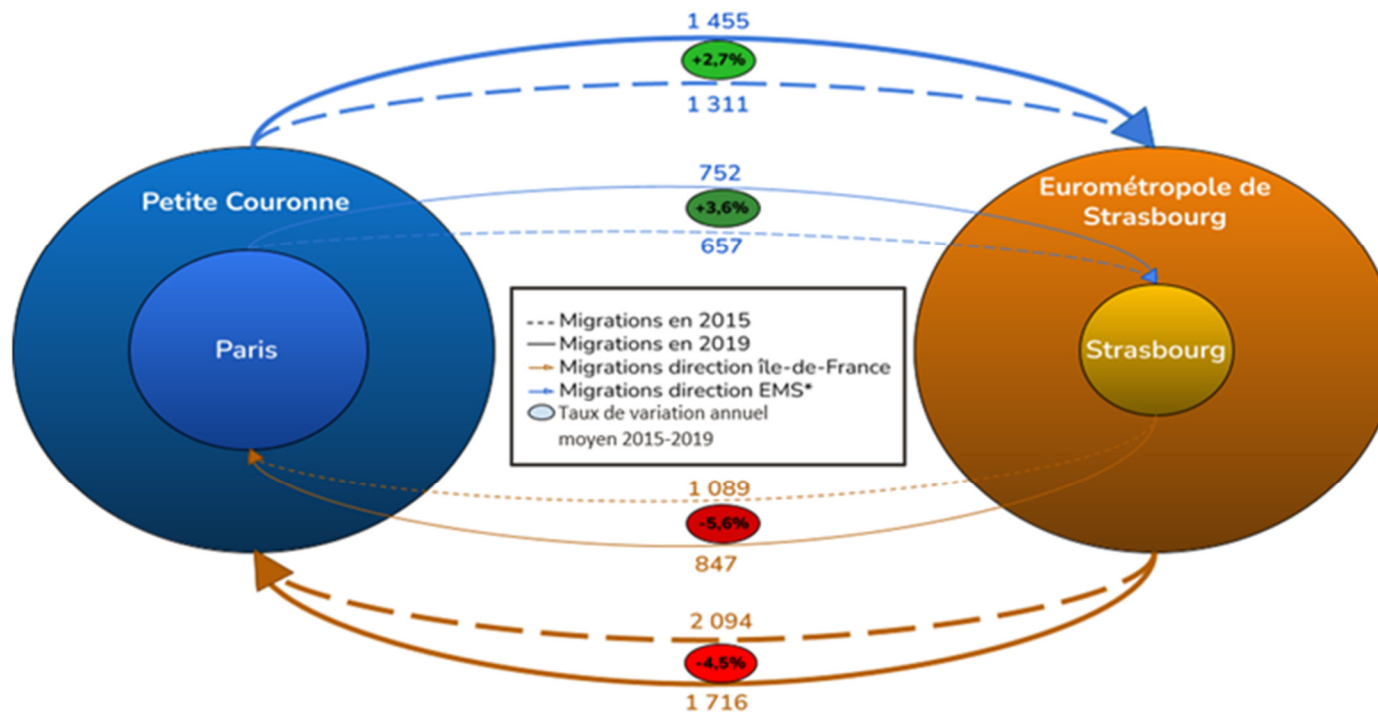 1 455
+2,7%
1 311
Petite Couronne
Eurométropole de
Strasbourg
752
+3,6%
657
Paris
Strasbourg
Migrations en 2015
Migrations en 2019
Migrations direction île-de-France
Migrations direction EMS*
Taux de variation annuel
moyen 2015-2019
1 089
-5,6%
847
2 094
-4,5%
1 716